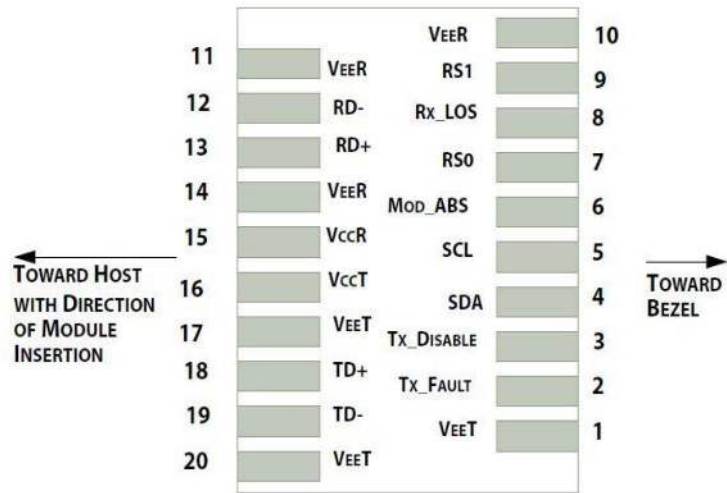 VEER 10
11 VEER
RS1 9
12 RD-
RX_LOS 8
13 RD+
RS0 7
14 VEER
MOD_ABS 6
15 VCCR
SCL 5
TOWARD HOST
WITH DIRECTION
OF MODULE
INSERTION
TOWARD
BEZEL
16 VCCT
SDA 4
17 VEET
TX_DISABLE 3
18 TD+
TX_FAULT 2
19 TD-
VEET 1
20 VEET